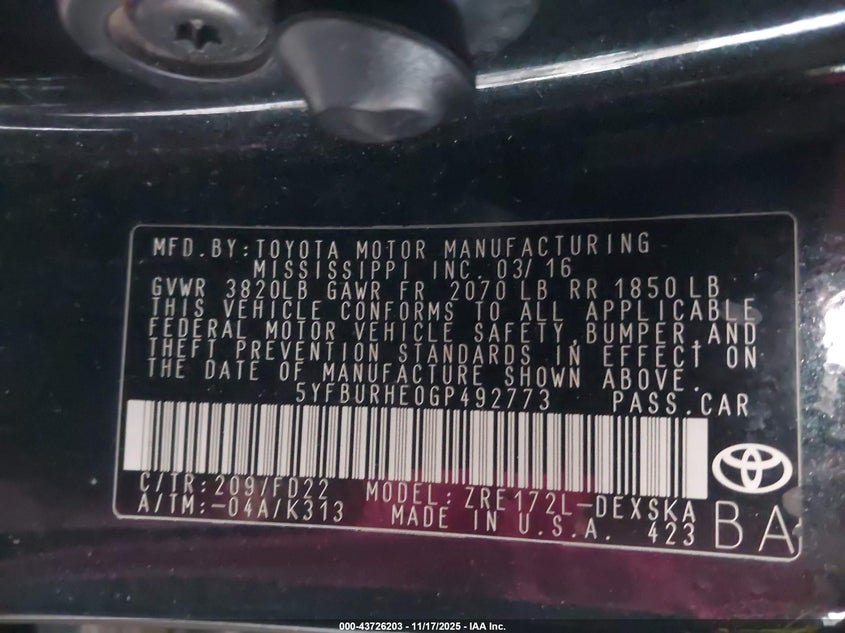 MFD.BY:TOYOTA MOTOR MANUFACTURING
MISSISSIPPI INC. 03/16
GVWR 3820LB GAWR FR 2070 LB RR 1850 LB
THIS VEHICLE CONFORMS TO ALL APPLICABLE
FEDERAL MOTOR VEHICLE SAFETY,BUMPER,AND
THEFT PREVENTION STANDARDS IN EFFECT ON
THE DATE OF MANUFACTURE SHOWN ABOVE.
5YFBURHE0GP492773 PASS.CAR
C/TR:209/FD22 MODEL: ZRE172L-DEXSKA
A/TM:-04A/K313 MADE IN U.S.A. 423 BA
000-43726203 - 11/17/2025 - IAA Inc.